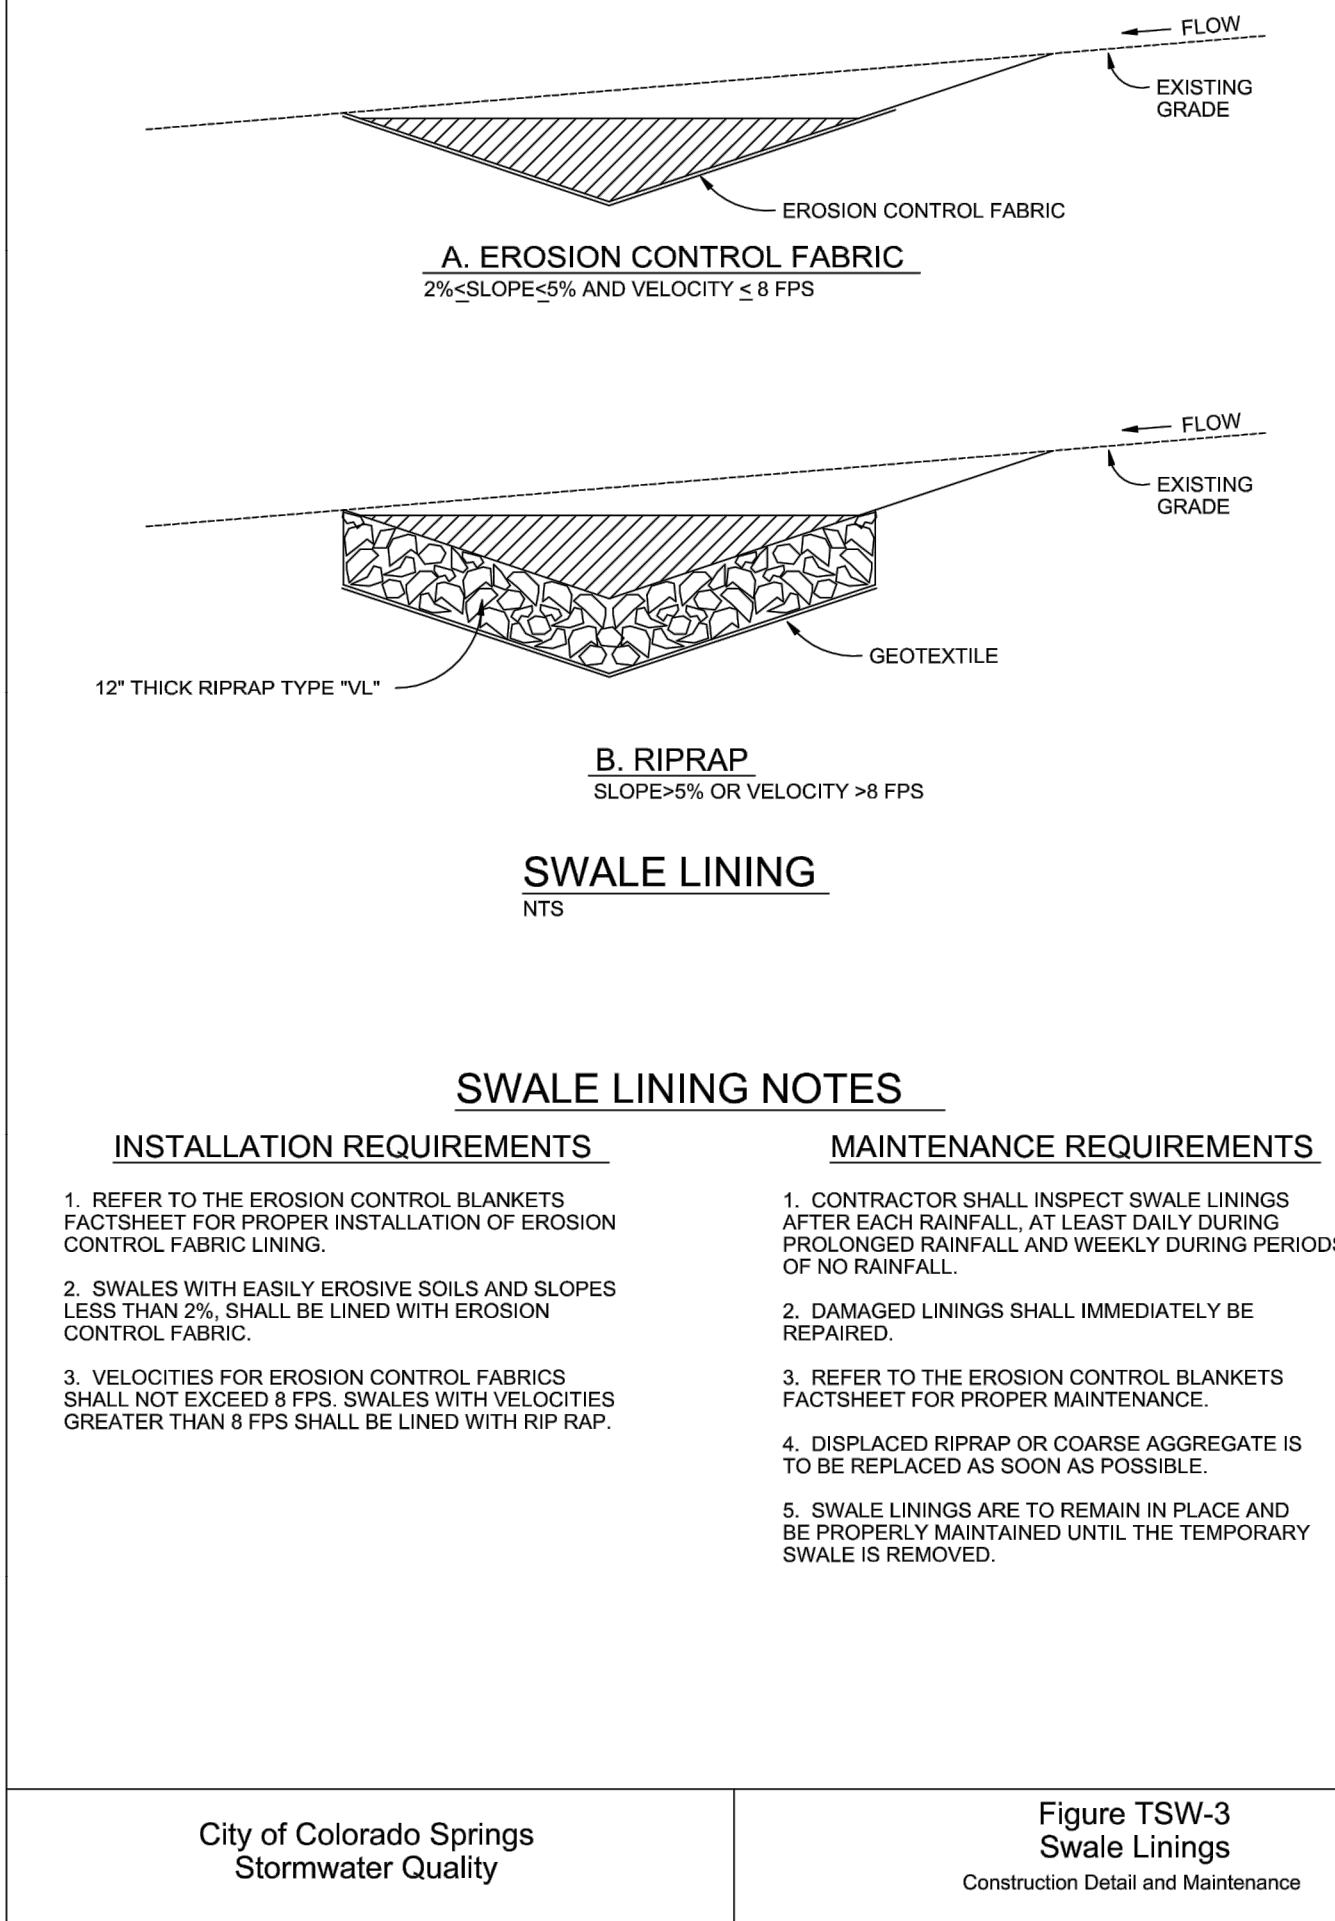 FLOW
EXISTING
GRADE
EROSION CONTROL FABRIC
A. EROSION CONTROL FABRIC
2%≤SLOPE≤5% AND VELOCITY ≤ 8 FPS
FLOW
EXISTING
GRADE
GEOTEXTILE
12" THICK RIPRAP TYPE "VL"
B. RIPRAP
SLOPE>5% OR VELOCITY >8 FPS
SWALE LINING
NTS
SWALE LINING NOTES
INSTALLATION REQUIREMENTS
1. REFER TO THE EROSION CONTROL BLANKETS
FACTSHEET FOR PROPER INSTALLATION OF EROSION
CONTROL FABRIC LINING.
2. SWALES WITH EASILY EROSIVE SOILS AND SLOPES
LESS THAN 2%, SHALL BE LINED WITH EROSION
CONTROL FABRIC.
3. VELOCITIES FOR EROSION CONTROL FABRICS
SHALL NOT EXCEED 8 FPS. SWALES WITH VELOCITIES
GREATER THAN 8 FPS SHALL BE LINED WITH RIP RAP.
MAINTENANCE REQUIREMENTS
1. CONTRACTOR SHALL INSPECT SWALE LININGS
AFTER EACH RAINFALL, AT LEAST DAILY DURING
PROLONGED RAINFALL AND WEEKLY DURING PERIODS
OF NO RAINFALL.
2. DAMAGED LININGS SHALL IMMEDIATELY BE
REPAIRED.
3. REFER TO THE EROSION CONTROL BLANKETS
FACTSHEET FOR PROPER MAINTENANCE.
4. DISPLACED RIPRAP OR COARSE AGGREGATE IS
TO BE REPLACED AS SOON AS POSSIBLE.
5. SWALE LININGS ARE TO REMAIN IN PLACE AND
BE PROPERLY MAINTAINED UNTIL THE TEMPORARY
SWALE IS REMOVED.
City of Colorado Springs
Stormwater Quality
Figure TSW-3
Swale Linings
Construction Detail and Maintenance